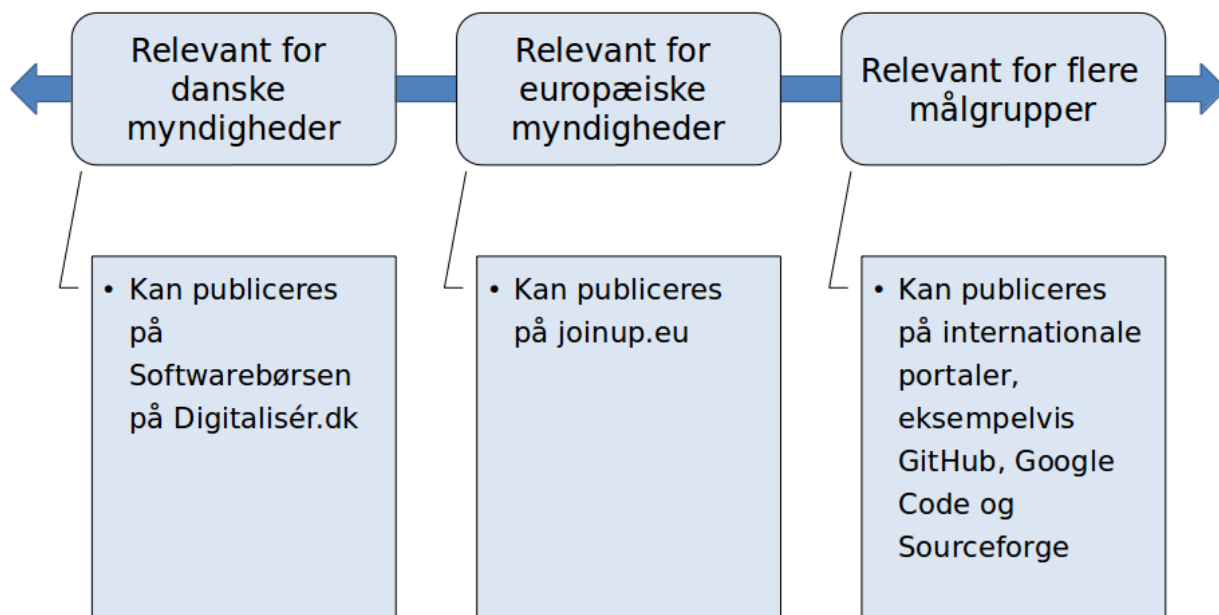 Relevant for
danske
myndigheder
Relevant for
europæiske
myndigheder
Relevant for flere
målgrupper
• Kan publiceres
på
Softwarebørsen
på Digitalisér.dk
• Kan publiceres
på joinup.eu
• Kan publiceres
på internationale
portaler,
eksempelvis
GitHub, Google
Code og
Sourceforge